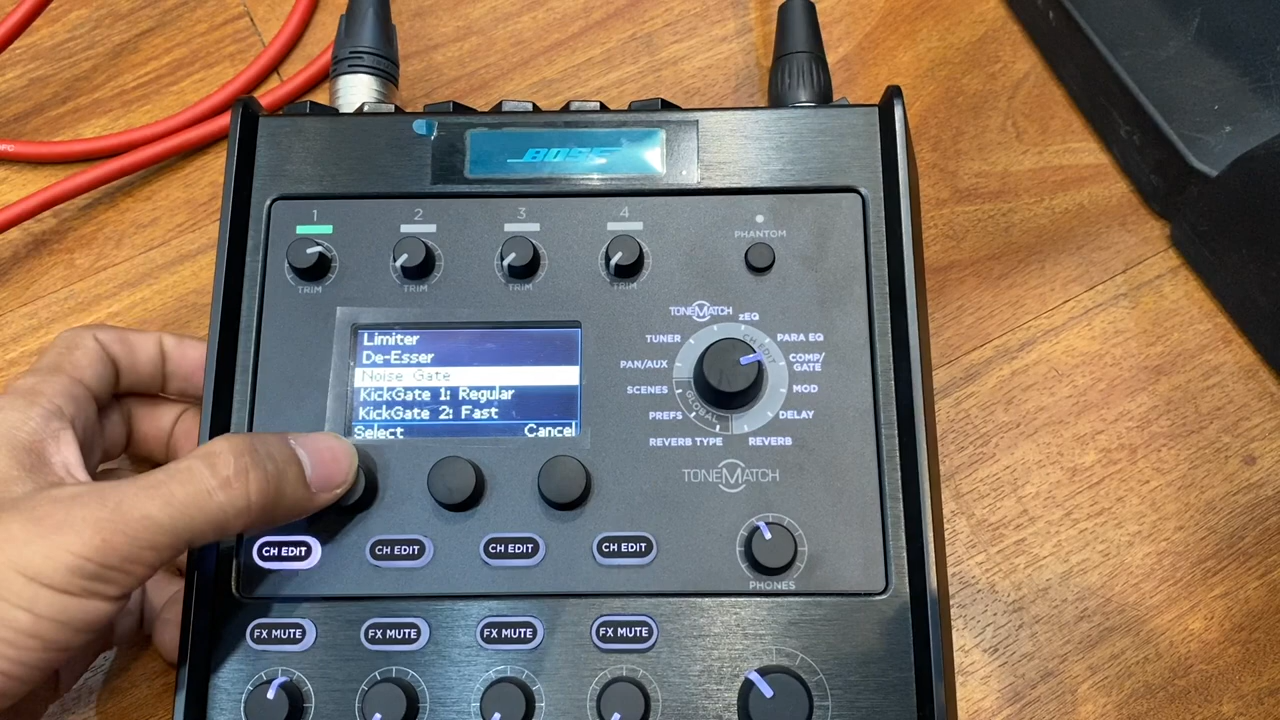 BOSE
1 2 3 4
PHANTOM
TRIM TRIM TRIM TRIM
Limiter
De-Esser
Noise Gate
KickGate 1: Regular
KickGate 2: Fast
Select Cancel
TONEMATCH
zEQ
TUNER
PARA EQ
PAN/AUX
COMP/
GATE
SCENES
MOD
PREFS
DELAY
REVERB TYPE
REVERB
CH EDIT
GLOBAL
TONEMATCH
CH EDIT CH EDIT CH EDIT CH EDIT
PHONES
FX MUTE FX MUTE FX MUTE FX MUTE